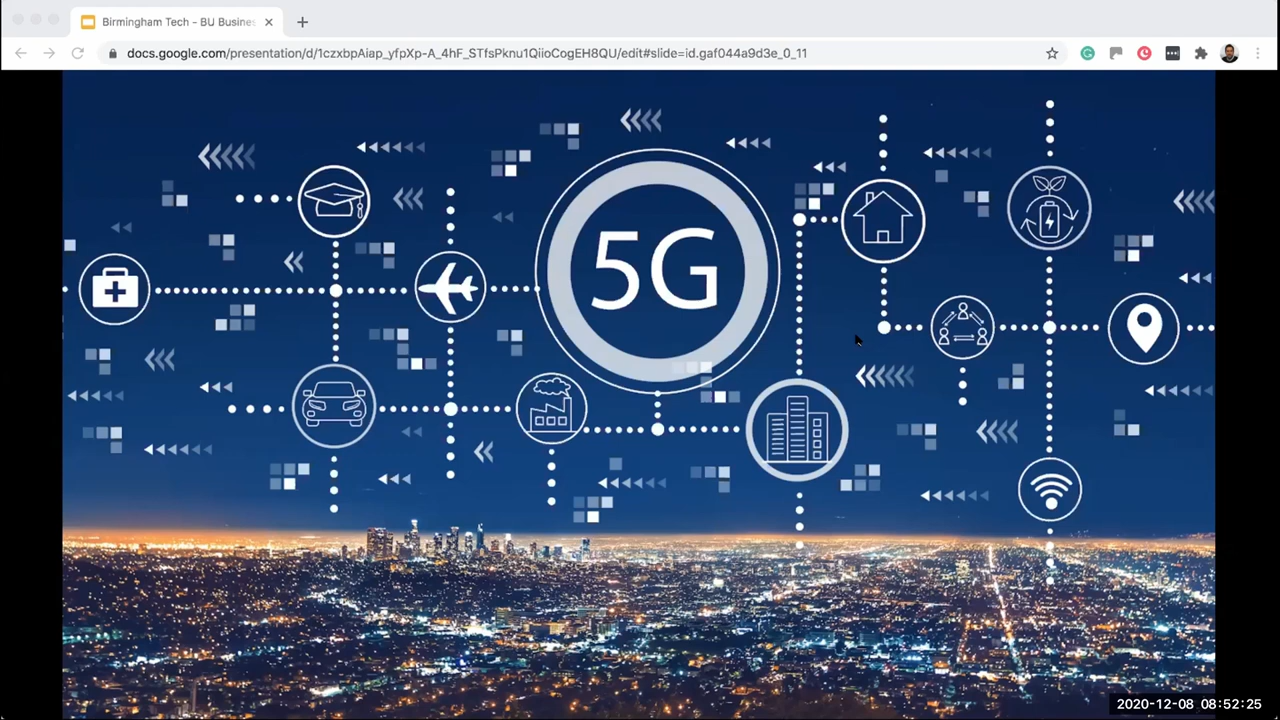 Birmingham Tech - BU Busines
docs.google.com/presentation/d/1czxbpAiap_yfpXp-A_4hF_STfsPknu1QiioCogEH8QU/edit#slide=id.gaf044a9d3e_0_11
5G
2020-12-08 08:52:25